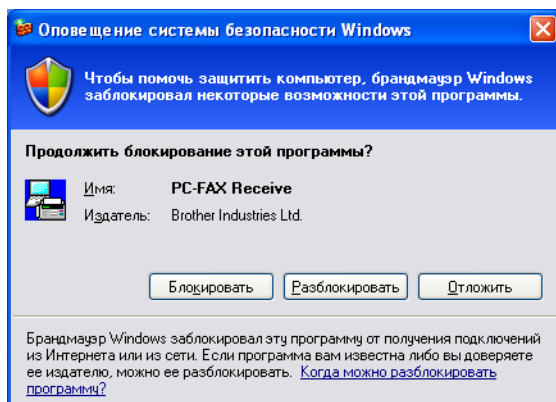 Оповещение системы безопасности Windows
Чтобы помочь защитить компьютер, брандмауэр Windows
заблокировал некоторые возможности этой программы.
Продолжить блокирование этой программы?
Имя: PC-FAX Receive
Издатель: Brother Industries Ltd.
Блокировать Разблокировать Отложить
Брандмауэр Windows заблокировал эту программу от получения подключений
из Интернета или из сети. Если программа вам известна либо вы доверяете
ее издателю, можно ее разблокировать. Когда можно разблокировать
программу?